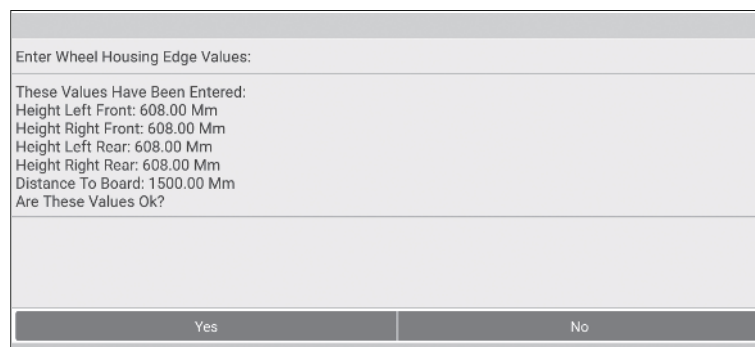 Enter Wheel Housing Edge Values:
These Values Have Been Entered:
Height Left Front: 608.00 Mm
Height Right Front: 608.00 Mm
Height Left Rear: 608.00 Mm
Height Right Rear: 608.00 Mm
Distance To Board: 1500.00 Mm
Are These Values Ok?
Yes
No